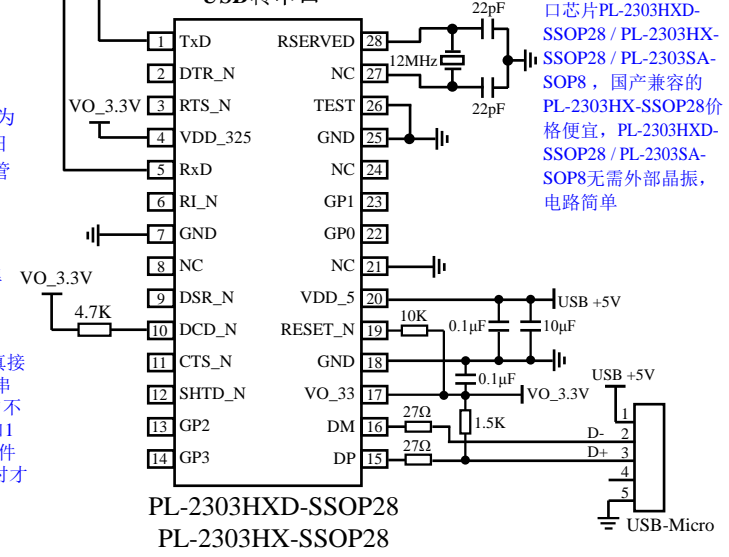 22pF
口芯片PL-2303HXD-
SSOP28 / PL-2303HX-
SSOP28 / PL-2303SA-
SOP8 ，国产兼容的
PL-2303HX-SSOP28价
格便宜，PL-2303HXD-
SSOP28 / PL-2303SA-
SOP8无需外部晶振，
电路简单
12MHz
22pF
为
管
VO_3.3V
1 TxD RSERVED 28
2 DTR_N NC 27
3 RTS_N TEST 26
4 VDD_325 GND 25
5 RxD NC 24
6 RI_N GP1 23
7 GND GP0 22
8 NC NC 21
9 DSR_N VDD_5 20
10 DCD_N RESET_N 19
11 CTS_N GND 18
12 SHTD_N VO_33 17
13 GP2 DM 16
14 GP3 DP 15
VO_3.3V
4.7K
接
串
不
1
件
才
USB +5V
10K
0.1μF
10μF
0.1μF
VO_3.3V
1.5K
27Ω
27Ω
USB +5V
1
D- 2
D+ 3
4
5
USB-Micro
PL-2303HXD-SSOP28
PL-2303HX-SSOP28